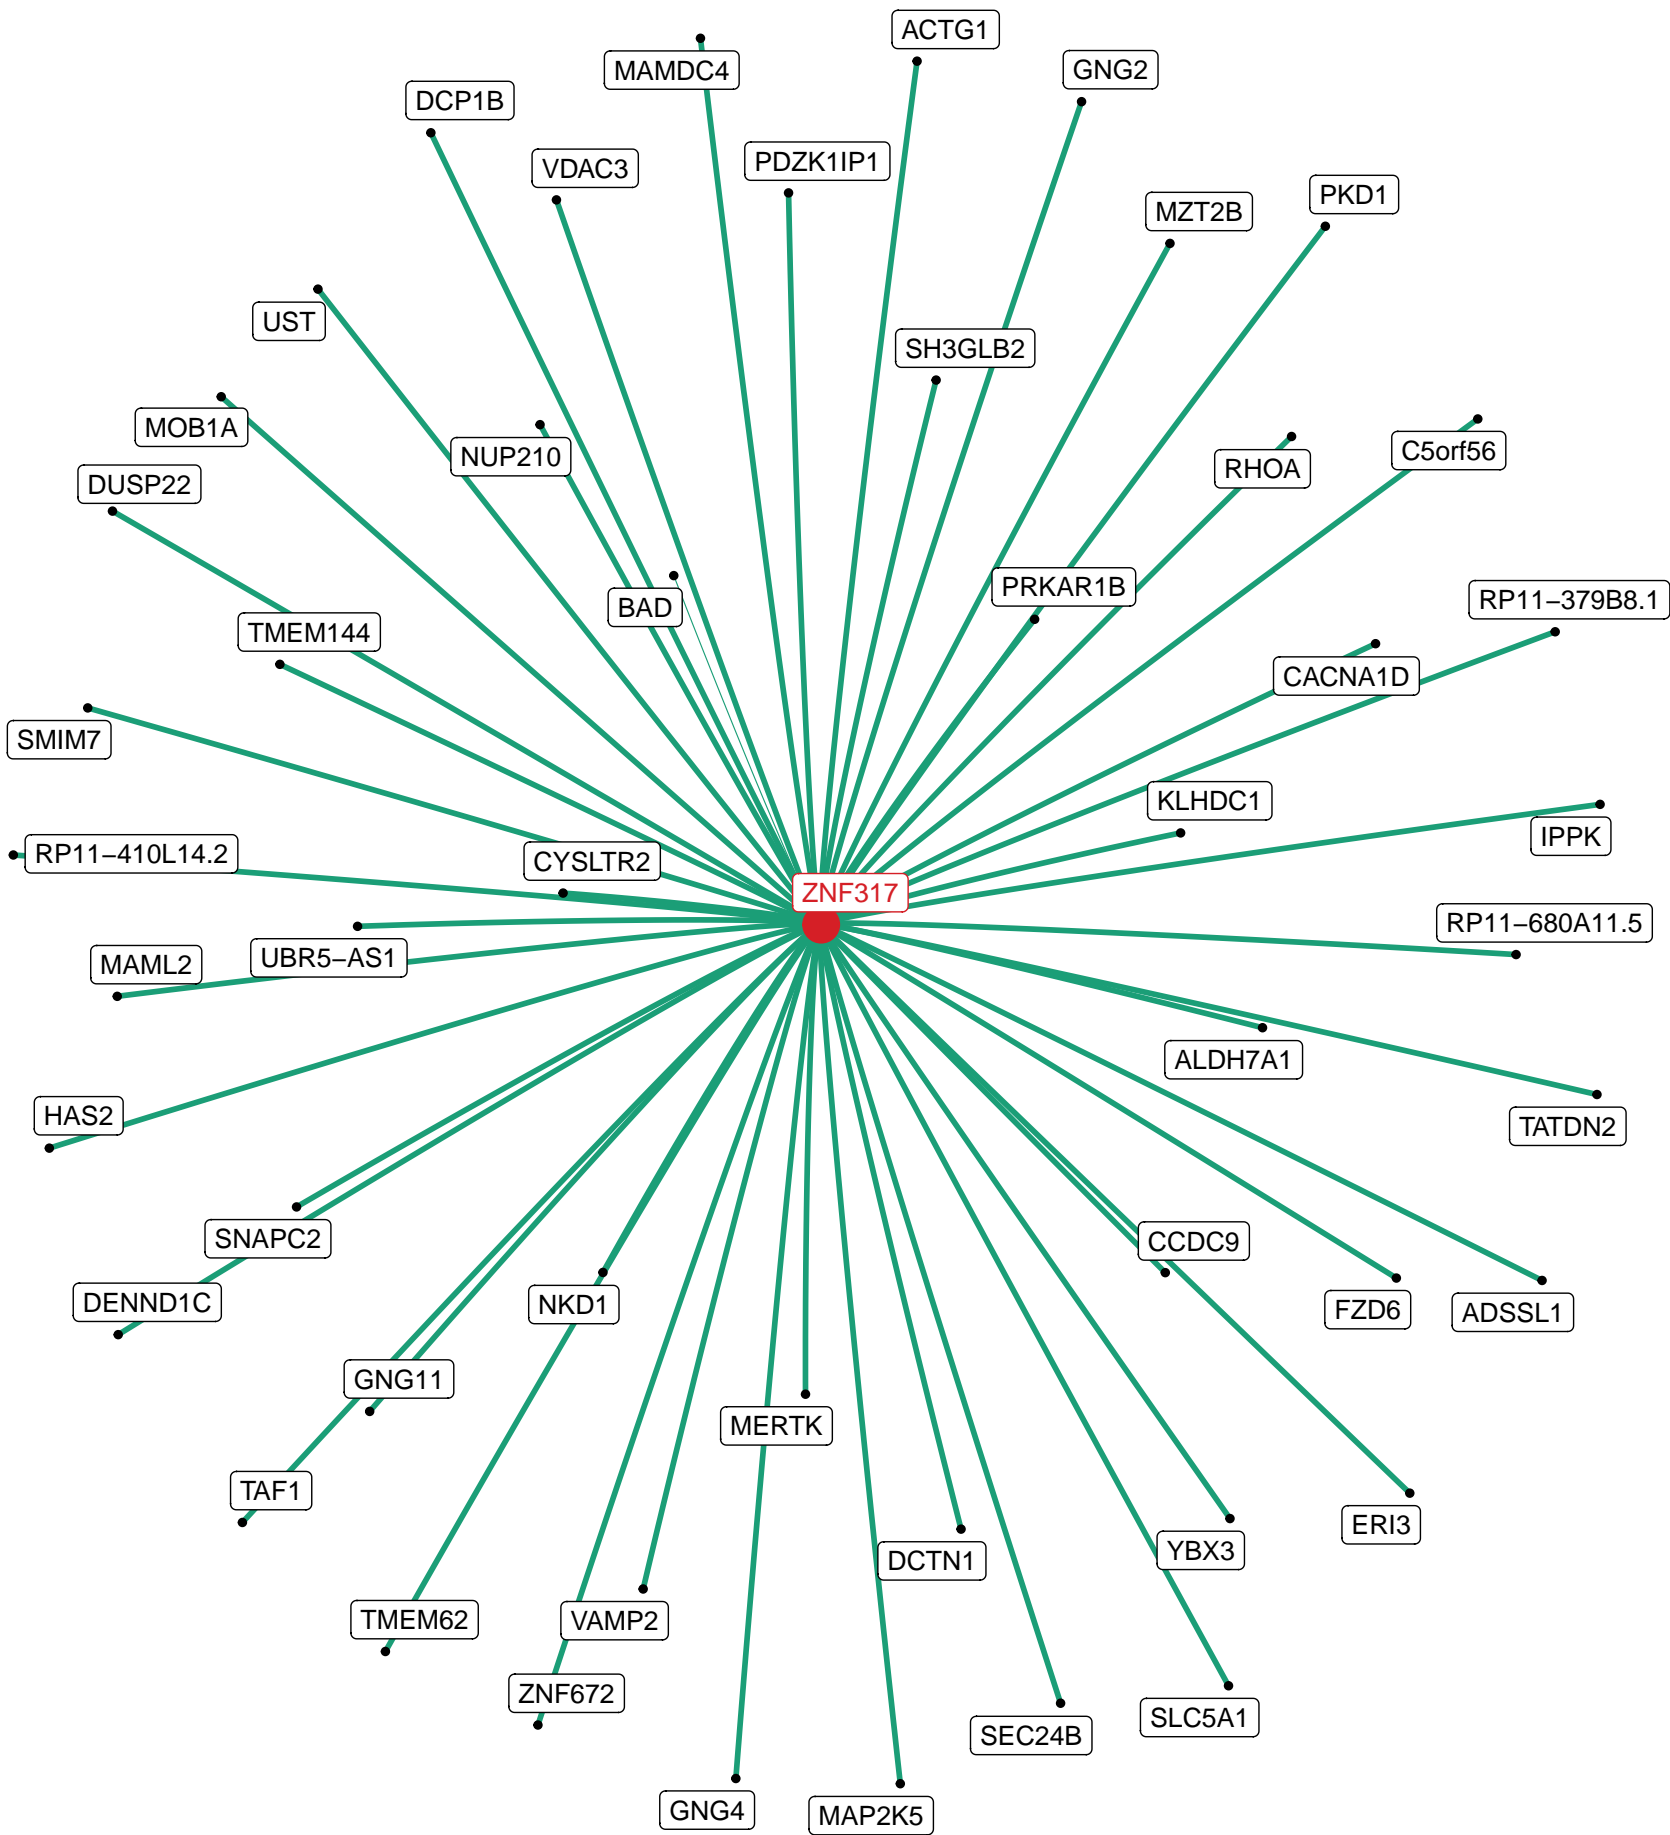 ACTG1
MAMDC4
GNG2
DCP1B
PDZK1IP1
VDAC3
PKD1
MZT2B
UST
SH3GLB2
MOB1A
C5orf56
NUP210
RHOA
DUSP22
PRKAR1B
RP11−379B8.1
BAD
TMEM144
CACNA1D
SMIM7
KLHDC1
IPPK
RP11−410L14.2
CYSLTR2
ZNF317
RP11−680A11.5
UBR5−AS1
MAML2
ALDH7A1
HAS2
TATDN2
SNAPC2
CCDC9
DENND1C
NKD1
FZD6
ADSSL1
GNG11
MERTK
TAF1
ERI3
YBX3
DCTN1
TMEM62
VAMP2
ZNF672
SLC5A1
SEC24B
GNG4
MAP2K5